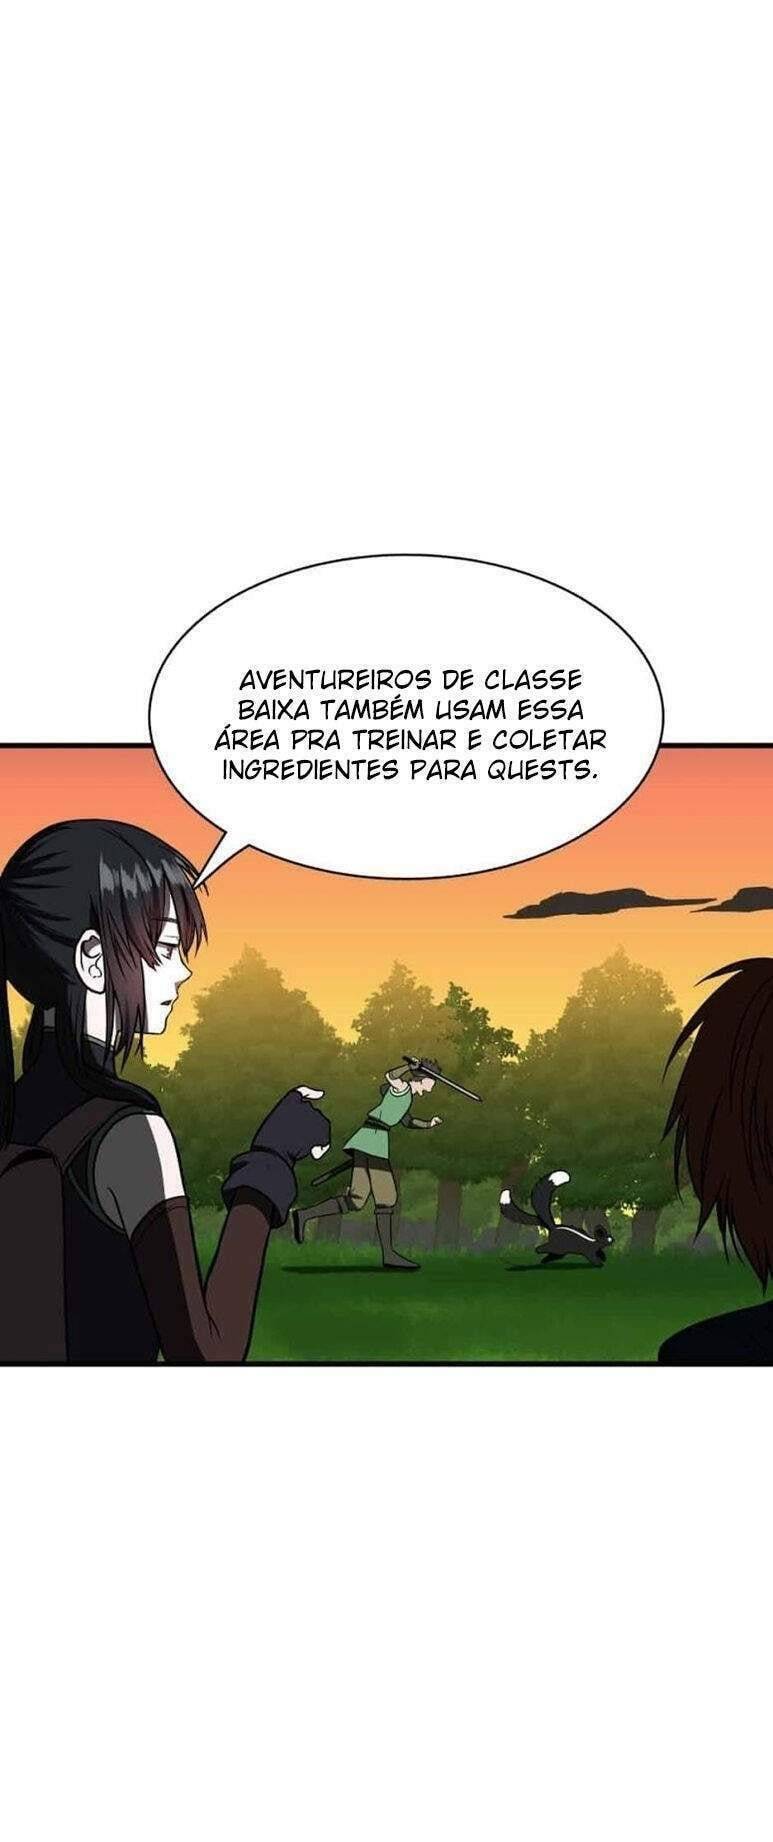 AVENTUREIROS DE CLASSE
BAIXA TAMBÉM USAM ESSA
ÁREA PRA TREINAR E COLETAR
INGREDIENTES PARA QUESTS.